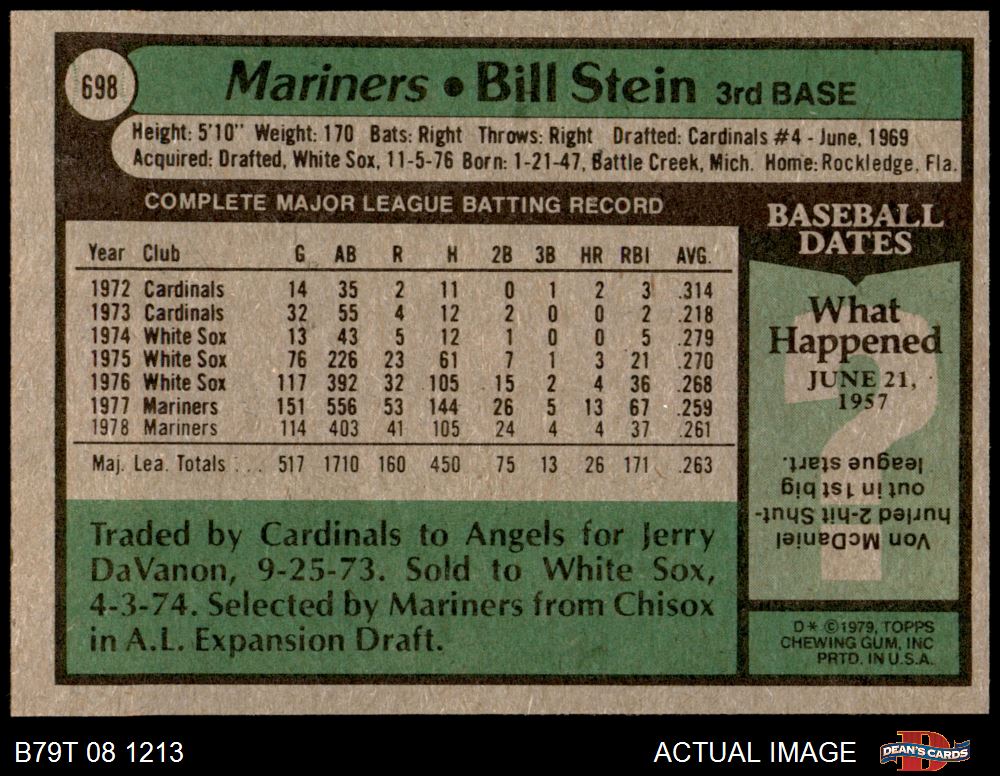 698
Mariners • Bill Stein 3rd BASE
Height: 5'10" Weight: 170 Bats: Right Throws: Right Drafted: Cardinals #4 - June, 1969
Acquired: Drafted, White Sox, 11-5-76 Born: 1-21-47, Battle Creek, Mich. Home: Rockledge, Fla.
COMPLETE MAJOR LEAGUE BATTING RECORD
Year Club G AB R H 2B 3B HR RBI AVG.
1972 Cardinals 14 35 2 11 0 1 2 3 .314
1973 Cardinals 32 55 4 12 2 0 0 2 .218
1974 White Sox 13 43 5 12 1 0 0 5 .279
1975 White Sox 76 226 23 61 7 1 3 21 .270
1976 White Sox 117 392 32 105 15 2 4 36 .268
1977 Mariners 151 556 53 144 26 5 13 67 .259
1978 Mariners 114 403 41 105 24 4 4 37 .261
Maj. Lea. Totals ... 517 1710 160 450 75 13 26 171 .263
Traded by Cardinals to Angels for Jerry
DaVanon, 9-25-73. Sold to White Sox,
4-3-74. Selected by Mariners from Chisox
in A.L. Expansion Draft.
BASEBALL
DATES
What
Happened
JUNE 21,
1957
?
Von McDaniel
hurled 2-hit Shut-
out in 1st big
league start.
D* ©1979, TOPPS
CHEWING GUM, INC
PRTD. IN U.S.A.
B79T 08 1213
ACTUAL IMAGE
D
DEAN'S CARDS